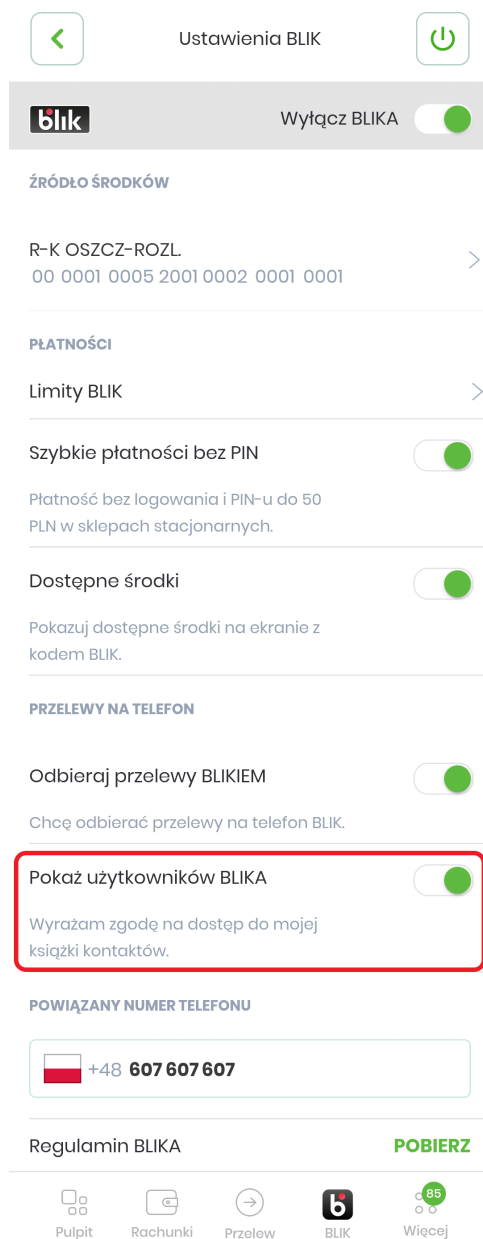 Ustawienia BLIK
blik Wyłącz BLIKA
ŹRÓDŁO ŚRODKÓW
R-K OSZCZ-ROZL.
00 0001 0005 2001 0002 0001 0001
PŁATNOŚCI
Limity BLIK
Szybkie płatności bez PIN
Płatność bez logowania i PIN-u do 50
PLN w sklepach stacjonarnych.
Dostępne środki
Pokazuj dostępne środki na ekranie z
kodem BLIK.
PRZELEWY NA TELEFON
Odbieraj przelewy BLIKIEM
Chcę odbierać przelewy na telefon BLIK.
Pokaż użytkowników BLIKA
Wyrażam zgodę na dostęp do mojej
książki kontaktów.
POWIĄZANY NUMER TELEFONU
+48 607 607 607
Regulamin BLIKA POBIERZ
85
Pulpit Rachunki Przelew BLIK Więcej